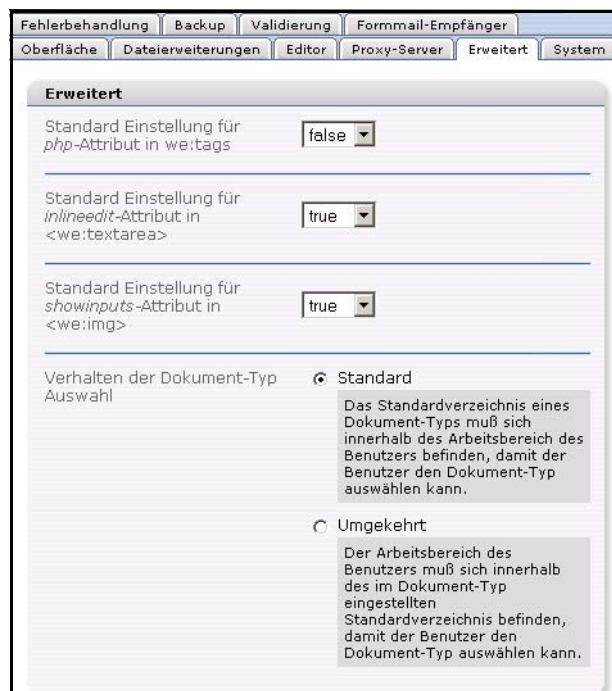 Fehlerbehandlung Backup Validierung Formmail-Empfänger
Oberfläche Dateierweiterungen Editor Proxy-Server Erweitert System
Erweitert
Standard Einstellung für
php-Attribut in we:tags
false
Standard Einstellung für
inlineedit-Attribut in
<we:textarea>
true
Standard Einstellung für
showinputs-Attribut in
<we:img>
true
Verhalten der Dokument-Typ
Auswahl
Standard
Das Standardverzeichnis eines
Dokument-Typs muß sich
innerhalb des Arbeitsbereich des
Benutzers befinden, damit der
Benutzer den Dokument-Typ
auswählen kann.
Umgekehrt
Der Arbeitsbereich des
Benutzers muß sich innerhalb
des im Dokument-Typ
eingestellten
Standardverzeichnis befinden,
damit der Benutzer den
Dokument-Typ auswählen kann.